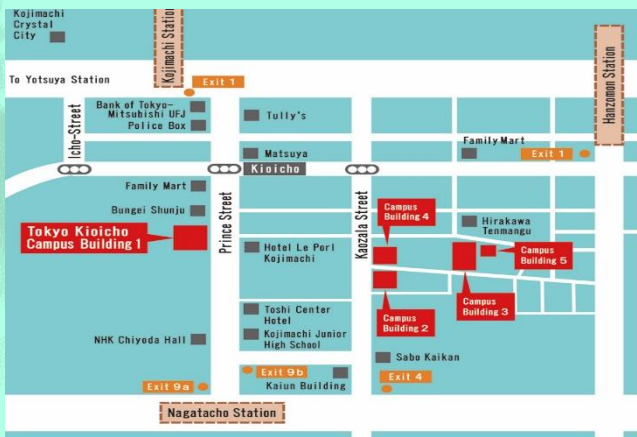 Kojimachi
Crystal
City
Kojimachi Station
Hanzomon Station
To Yotsuya Station
Exit 1
Icho-Street
Bank of Tokyo-
Mitsubishi UFJ
Police Box
Tully's
Matsuya
FamilyMart
Exit 1
Kioicho
Family Mart
Bungei Shunju
Prince Street
Kaozala Street
Campus
Building 4
Hirakawa
Tenmangu
Tokyo Kioicho
Campus Building 1
Hotel Le Porl
Kojimachi
Campus
Building 5
Campus
Building 2
Campus
Building 3
Toshi Center
Hotel
Kojimachi Junior
High School
NHK Chiyoda Hall
Sabo Kaikan
Exit 9a
Exit 9b
Kaiun Building
Exit 4
Nagatacho Station